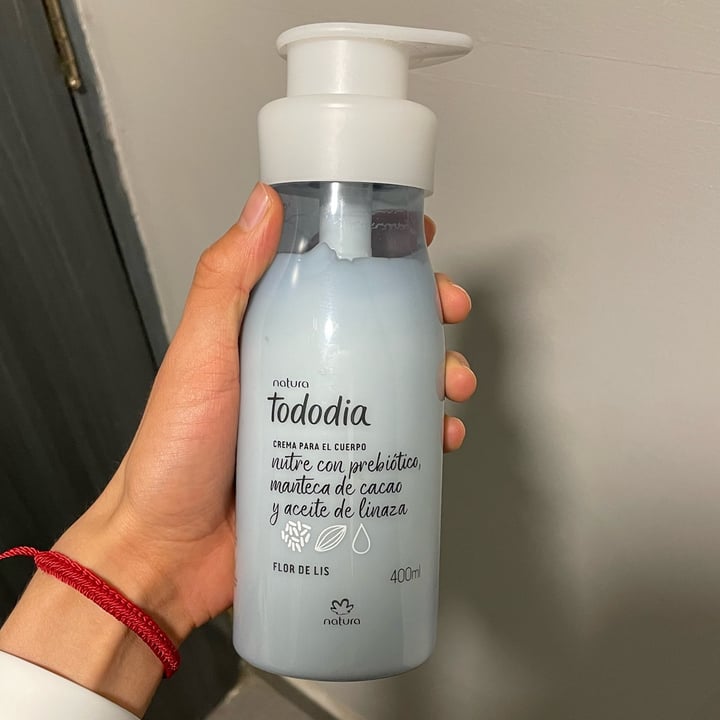 natura
tododia
CREMA PARA EL CUERPO
nutre con prebiótico,
manteca de cacao
y aceite de linaza
FLOR DE LIS
400ml
natura